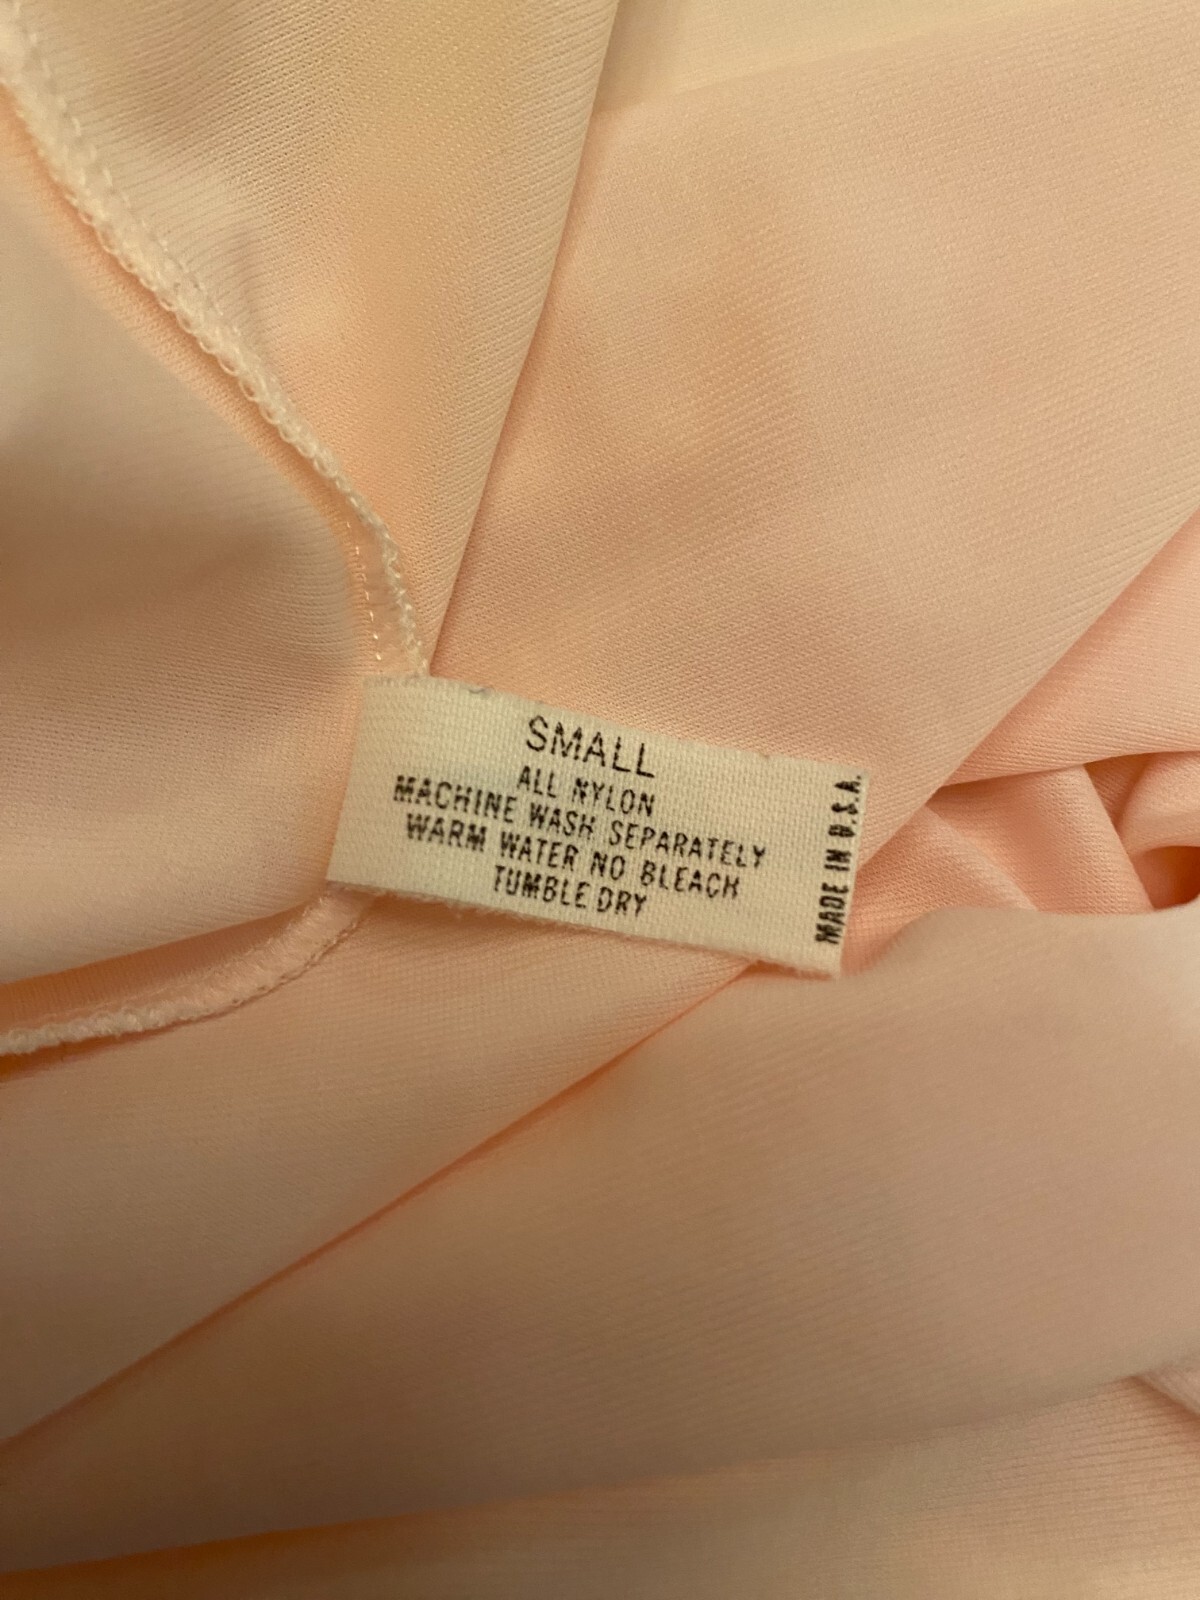 SMALL
ALL NYLON
MACHINE WASH SEPARATELY
WARM WATER NO BLEACH
TUMBLE DRY
MADE IN U.S.A.